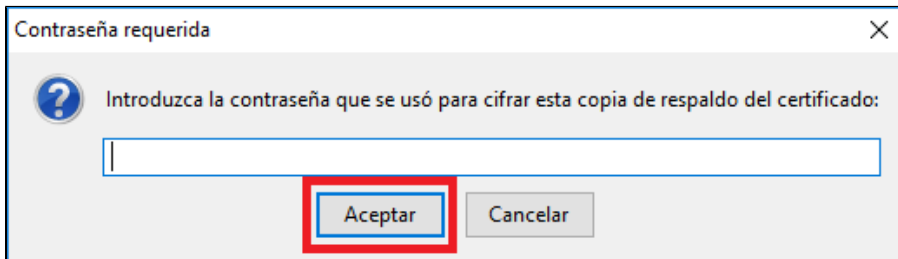 Contraseña requerida
Introduzca la contraseña que se usó para cifrar esta copia de respaldo del certificado:
Aceptar Cancelar